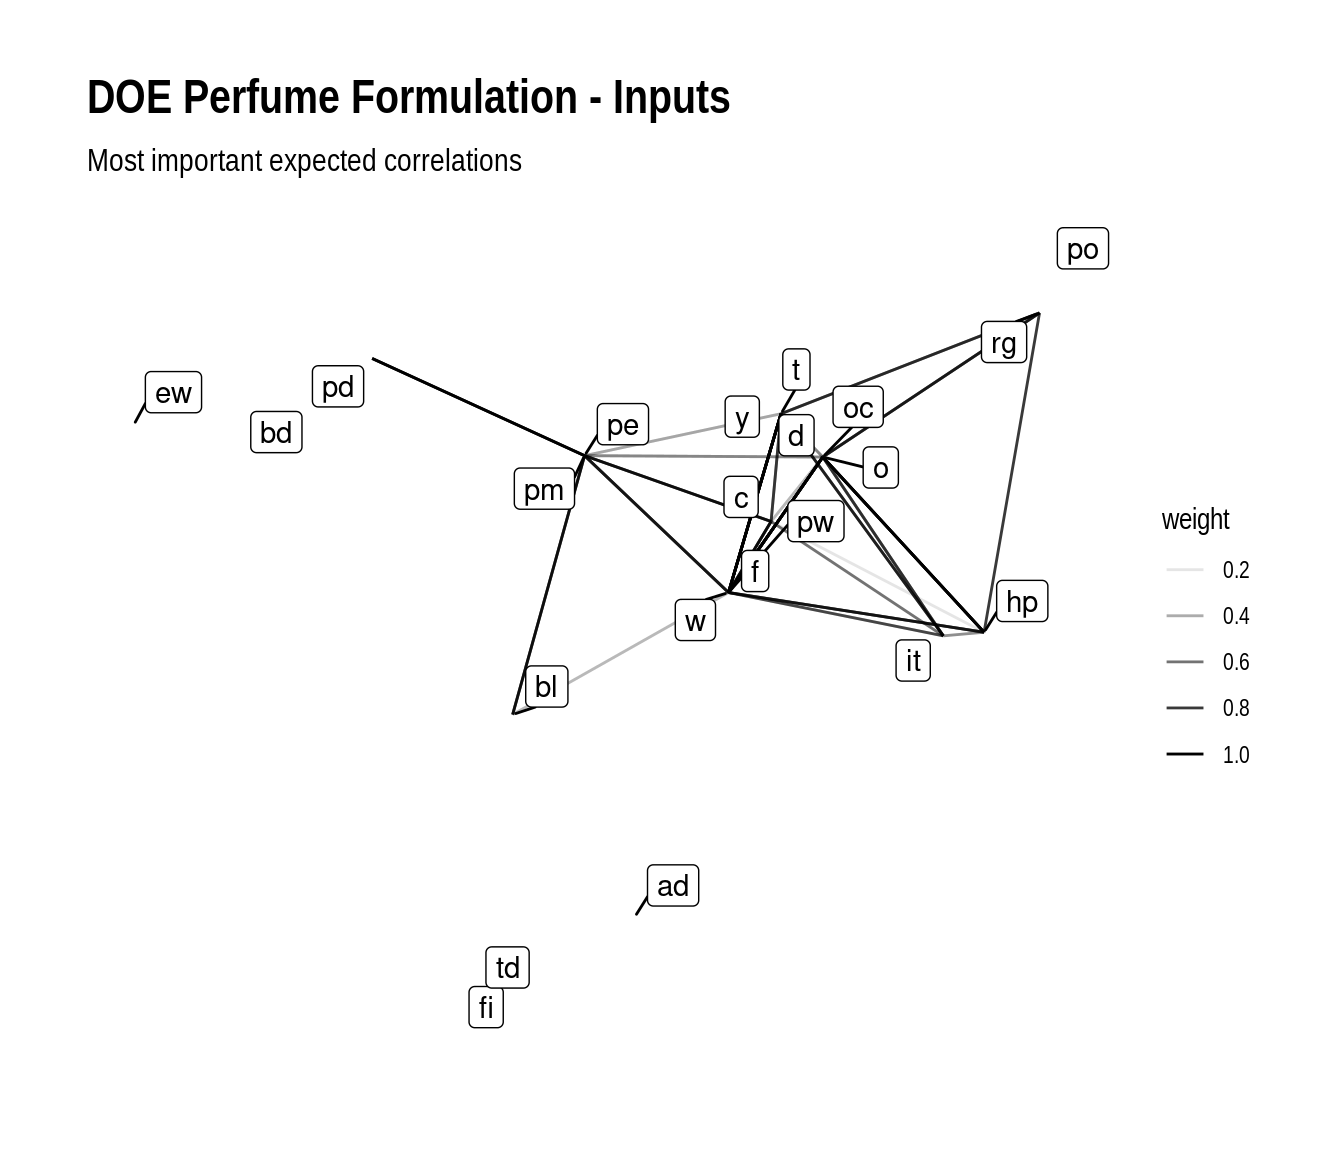 DOE Perfume Formulation - Inputs
Most important expected correlations
po
rg
t
ew
pd
oc
y
pe
bd
d
o
pm
c
pw
weight
0.2
f
hp
0.4
w
it
0.6
bl
0.8
1.0
ad
td
fi